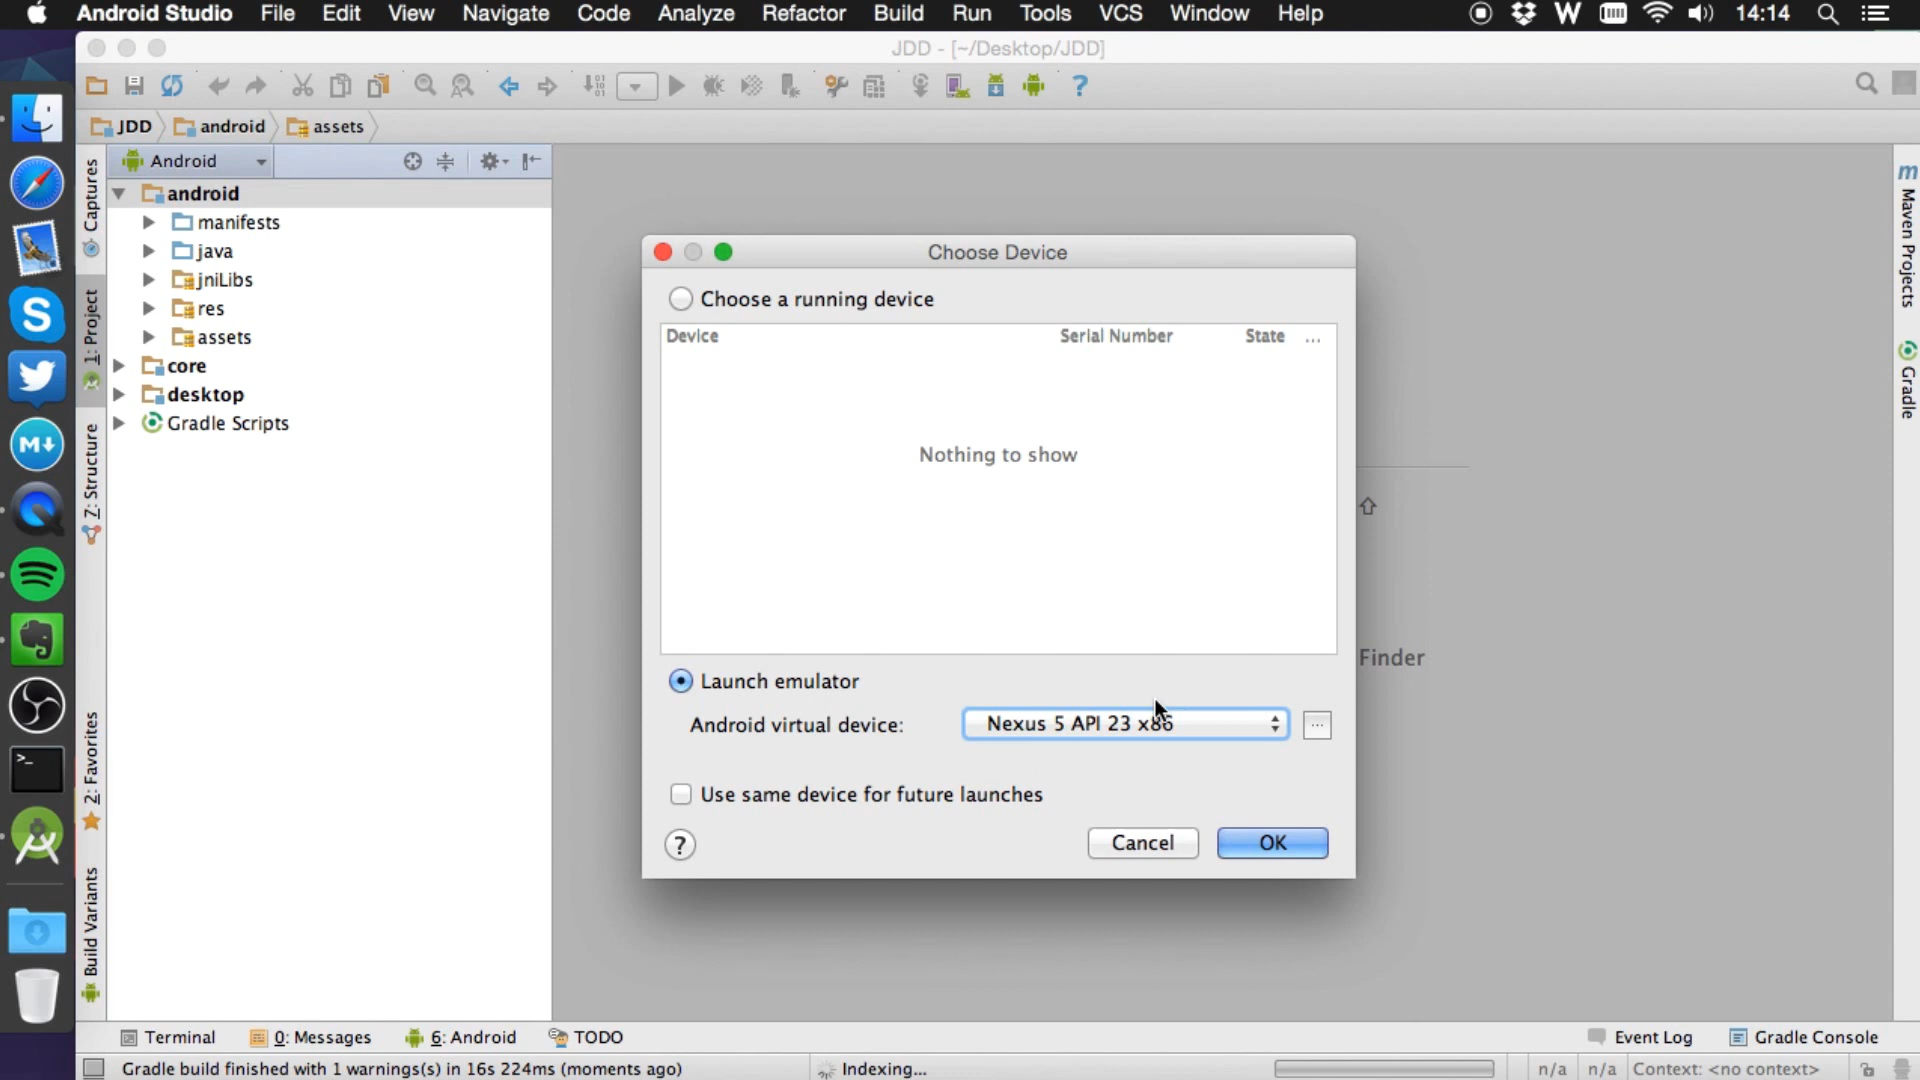 Android Studio File Edit View Navigate Code Analyze Refactor Build Run Tools VCS Window Help W 14:14
JDD - [~/Desktop/JDD]
?
JDD android assets
Android
Captures
1: Project
7: Structure
2: Favorites
Build Variants
android
manifests
java
jniLibs
res
assets
core
desktop
Gradle Scripts
Choose Device
Choose a running device
Device Serial Number State ...
Nothing to show
Launch emulator
Android virtual device: Nexus 5 API 23 x86 ...
Use same device for future launches
? Cancel OK
Finder
m Maven Projects
Gradle
Terminal 0: Messages 6: Android TODO Event Log Gradle Console
Gradle build finished with 1 warnings(s) in 16s 224ms (moments ago) Indexing... n/a n/a Context: <no context>